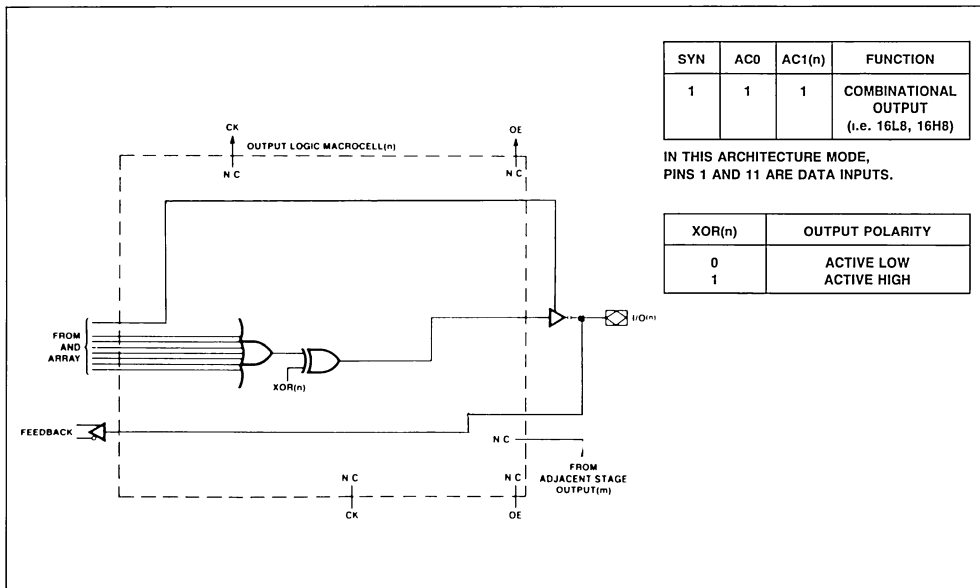 SYN AC0 AC1(n) FUNCTION
1 1 1 COMBINATIONAL
OUTPUT
(i.e. 16L8, 16H8)
IN THIS ARCHITECTURE MODE,
PINS 1 AND 11 ARE DATA INPUTS.
XOR(n) OUTPUT POLARITY
0 ACTIVE LOW
1 ACTIVE HIGH
CK
OE
OUTPUT LOGIC MACROCELL(n)
N C
N C
I/O(n)
FROM
AND
ARRAY
XOR(n)
FEEDBACK
N C
FROM
ADJACENT STAGE
OUTPUT(m)
N C
N C
CK
OE